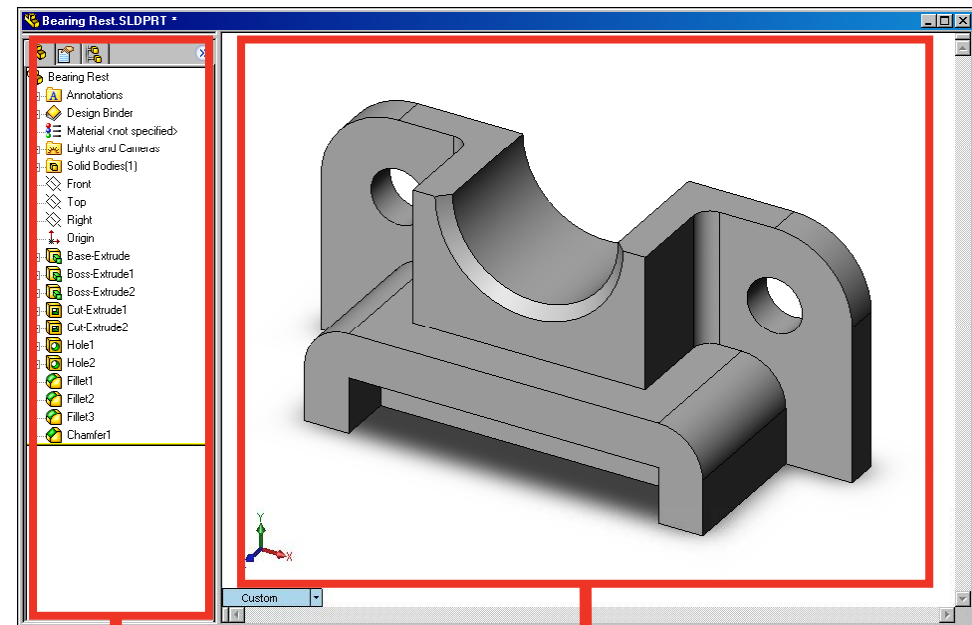 Bearing Rest.SLDPRT *
Bearing Rest
A Annotations
Design Binder
Material <not specified>
Lights and Cameras
Solid Bodies(1)
Front
Top
Right
Origin
Base-Extrude
Boss-Extrude1
Boss-Extrude2
Cut-Extrude1
Cut-Extrude2
Hole1
Hole2
Fillet1
Fillet2
Fillet3
Chamfer1
Y
X
Custom